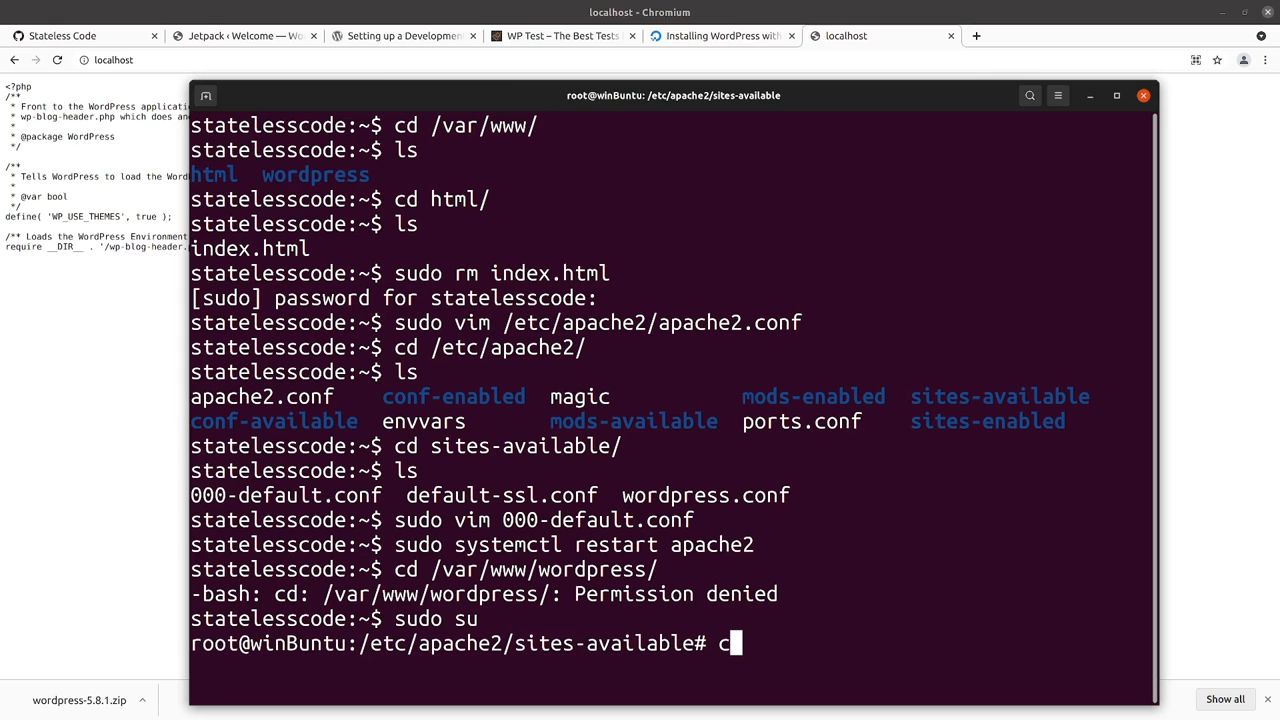 localhost - Chromium
Stateless Code
Jetpack ‹ Welcome — Wo
Setting up a Developmen
WP Test – The Best Tests
Installing WordPress with
localhost
localhost
<?php
/**
* Front to the WordPress applicati
* wp-blog-header.php which does an
*
* @package WordPress
*/
/**
* Tells WordPress to load the Word
*
* @var bool
*/
define( 'WP_USE_THEMES', true );
/** Loads the WordPress Environment
require __DIR__ . '/wp-blog-header.
root@winBuntu: /etc/apache2/sites-available
statelesscode:~$ cd /var/www/
statelesscode:~$ ls
html wordpress
statelesscode:~$ cd html/
statelesscode:~$ ls
index.html
statelesscode:~$ sudo rm index.html
[sudo] password for statelesscode:
statelesscode:~$ sudo vim /etc/apache2/apache2.conf
statelesscode:~$ cd /etc/apache2/
statelesscode:~$ ls
apache2.conf conf-enabled magic mods-enabled sites-available
conf-available envvars mods-available ports.conf sites-enabled
statelesscode:~$ cd sites-available/
statelesscode:~$ ls
000-default.conf default-ssl.conf wordpress.conf
statelesscode:~$ sudo vim 000-default.conf
statelesscode:~$ sudo systemctl restart apache2
statelesscode:~$ cd /var/www/wordpress/
-bash: cd: /var/www/wordpress/: Permission denied
statelesscode:~$ sudo su
root@winBuntu:/etc/apache2/sites-available# c
wordpress-5.8.1.zip
Show all